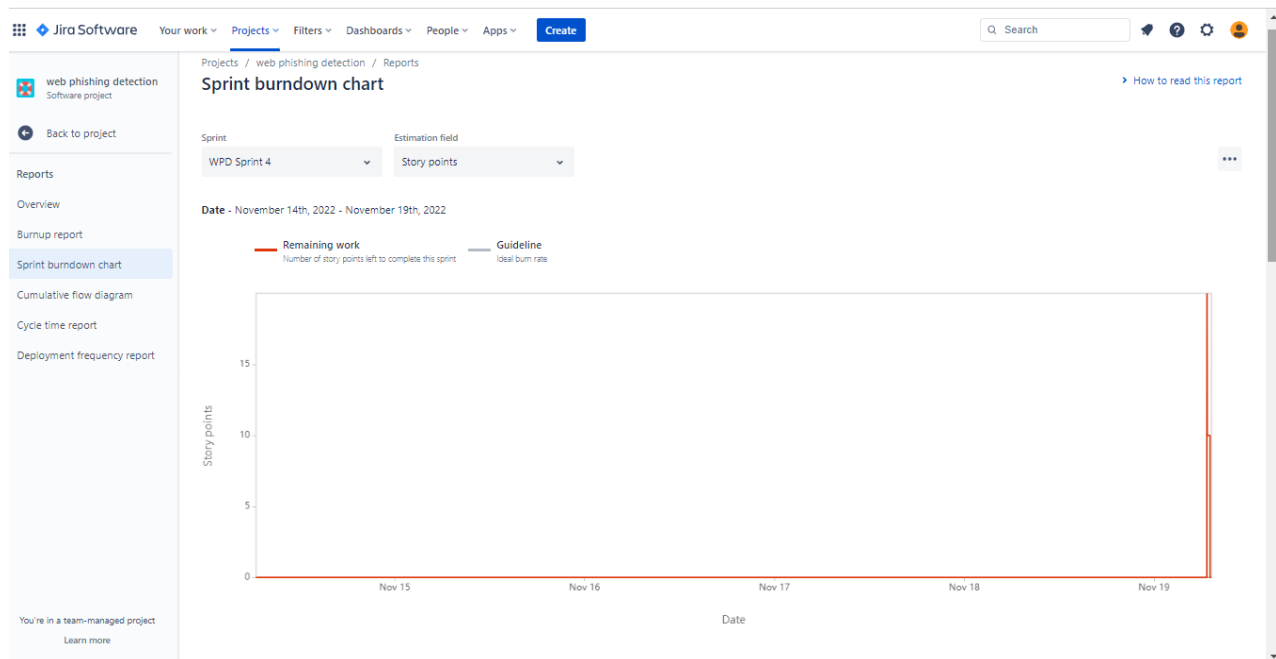 Jira Software Your work Projects Filters Dashboards People Apps Create Search
Projects / web phishing detection / Reports
web phishing detection
Software project
Sprint burndown chart
How to read this report
Back to project
Sprint Estimation field
WPD Sprint 4 Story points
Reports
Overview
Burnup report
Sprint burndown chart
Cumulative flow diagram
Cycle time report
Deployment frequency report
Date - November 14th, 2022 - November 19th, 2022
Remaining work Guideline
Number of story points left to complete this sprint Ideal burn rate
15
10
5
0
Story points
Nov 15 Nov 16 Nov 17 Nov 18 Nov 19
Date
You're in a team-managed project
Learn more